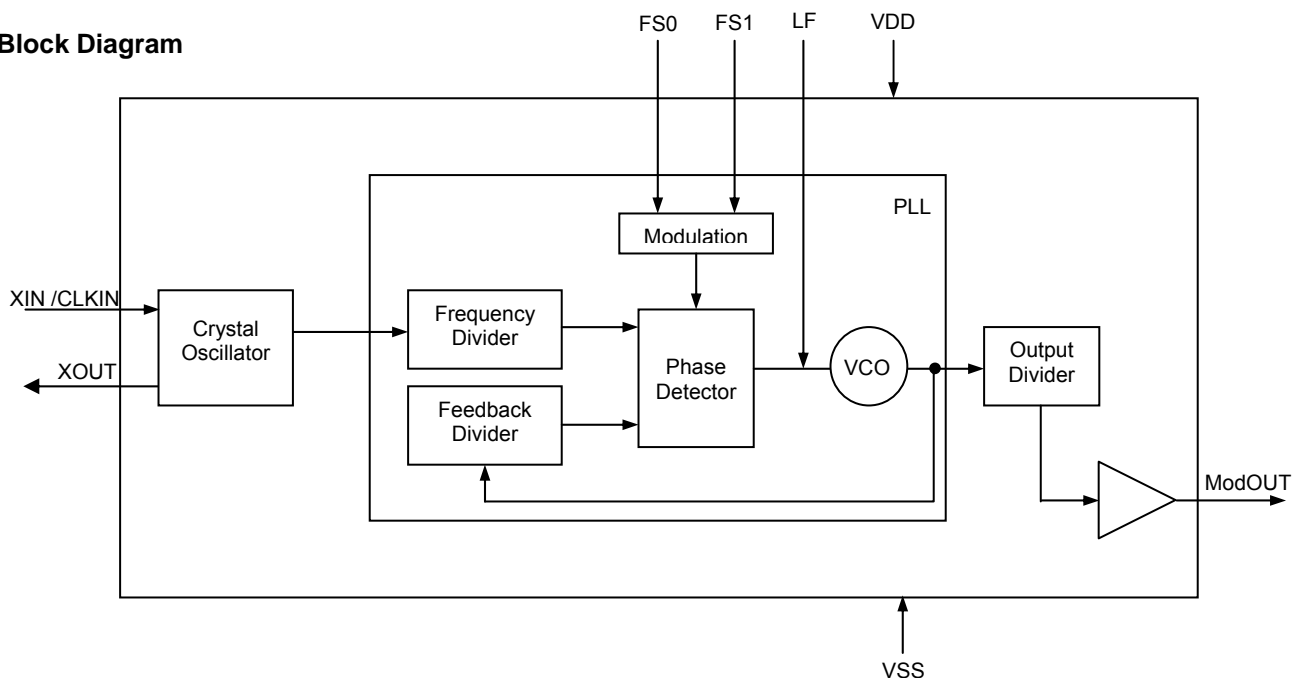 Block Diagram
FS0
FS1
LF
VDD
PLL
Modulation
XIN /CLKIN
XOUT
Crystal
Oscillator
Frequency
Divider
Feedback
Divider
Phase
Detector
VCO
Output
Divider
ModOUT
VSS